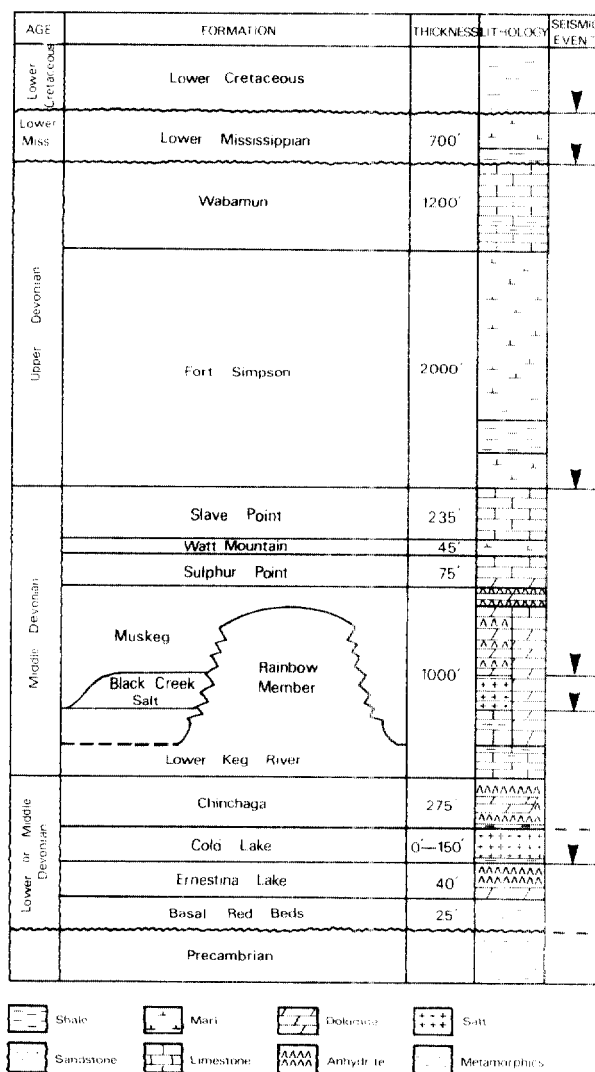 AGE FORMATION THICKNESS LITHOLOGY SEISMIC EVENT
Lower Cretaceous
Lower Cretaceous
Lower Miss.
Lower Mississippian 700'
Upper Devonian
Wabamun 1200'
Fort Simpson 2000'
Middle Devonian
Slave Point 235'
Watt Mountain 45'
Sulphur Point 75'
Muskeg
Rainbow Member
Black Creek Salt
1000'
Lower Keg River
Lower or Middle Devonian
Chinchaga 275'
Cold Lake 0'—150'
Ernestina Lake 40'
Basal Red Beds 25'
Precambrian
Shale Marl Dolomite Salt
Sandstone Limestone Anhydrite Metamorphics